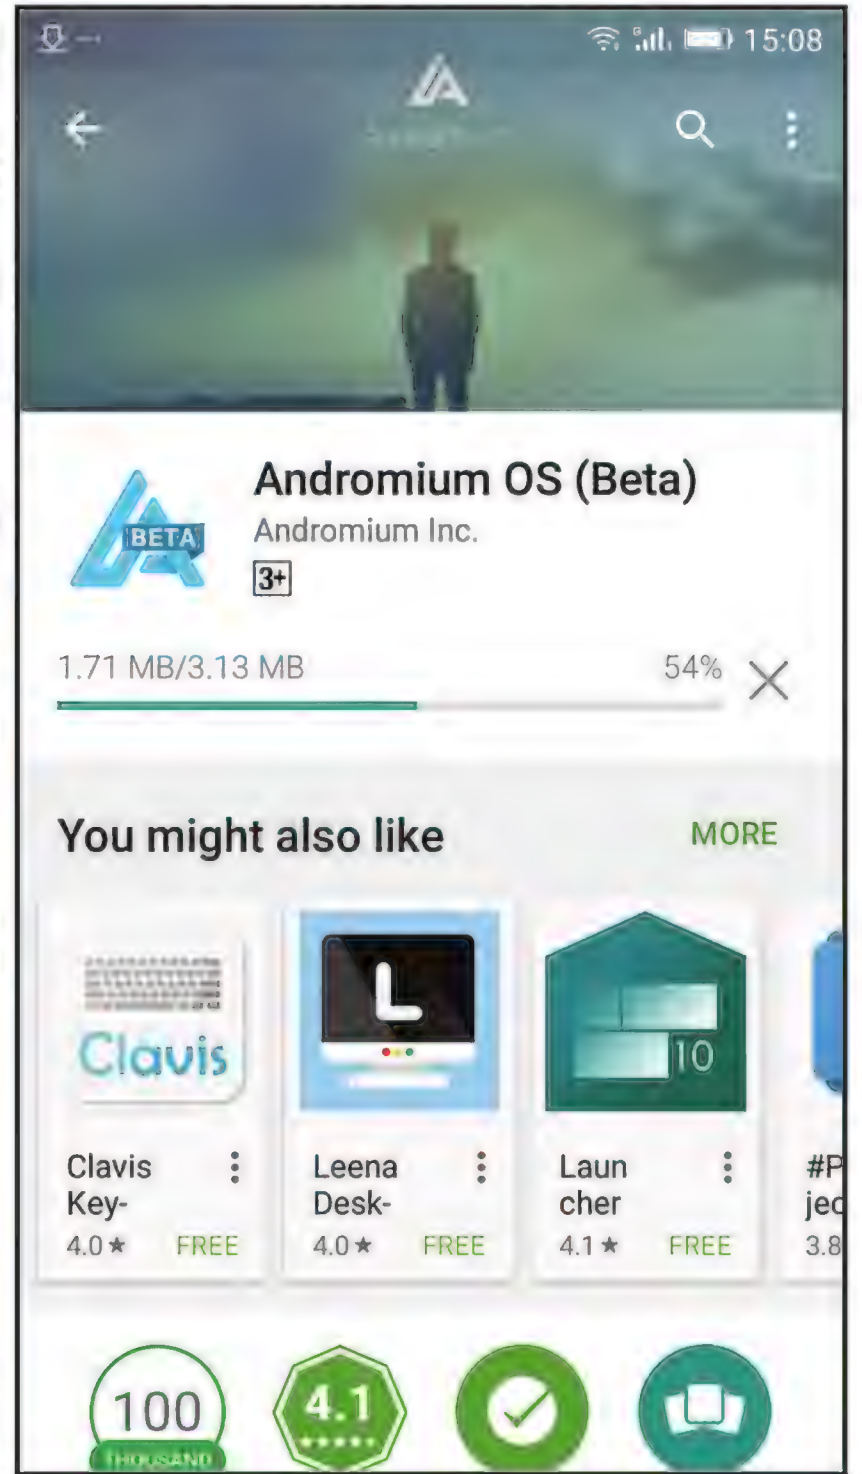 15:08
Andromium OS (Beta)
BETA
Andromium Inc.
3+
1.71 MB/3.13 MB
54%
You might also like
MORE
Clavis
L
10
Clavis
Key-
4.0★ FREE
Leena
Desk-
4.0★ FREE
Laun
cher
4.1★ FREE
#P
jec
3.8
100
THOUSAND
4.1